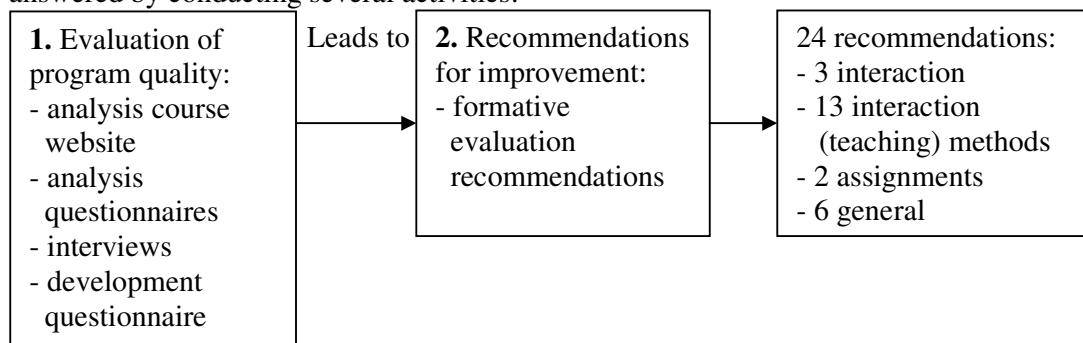 answered by conducting several activities.
1. Evaluation of
program quality:
- analysis course
website
- analysis
questionnaires
- interviews
- development
questionnaire
Leads to
2. Recommendations
for improvement:
- formative
evaluation
recommendations
24 recommendations:
- 3 interaction
- 13 interaction
(teaching) methods
- 2 assignments
- 6 general